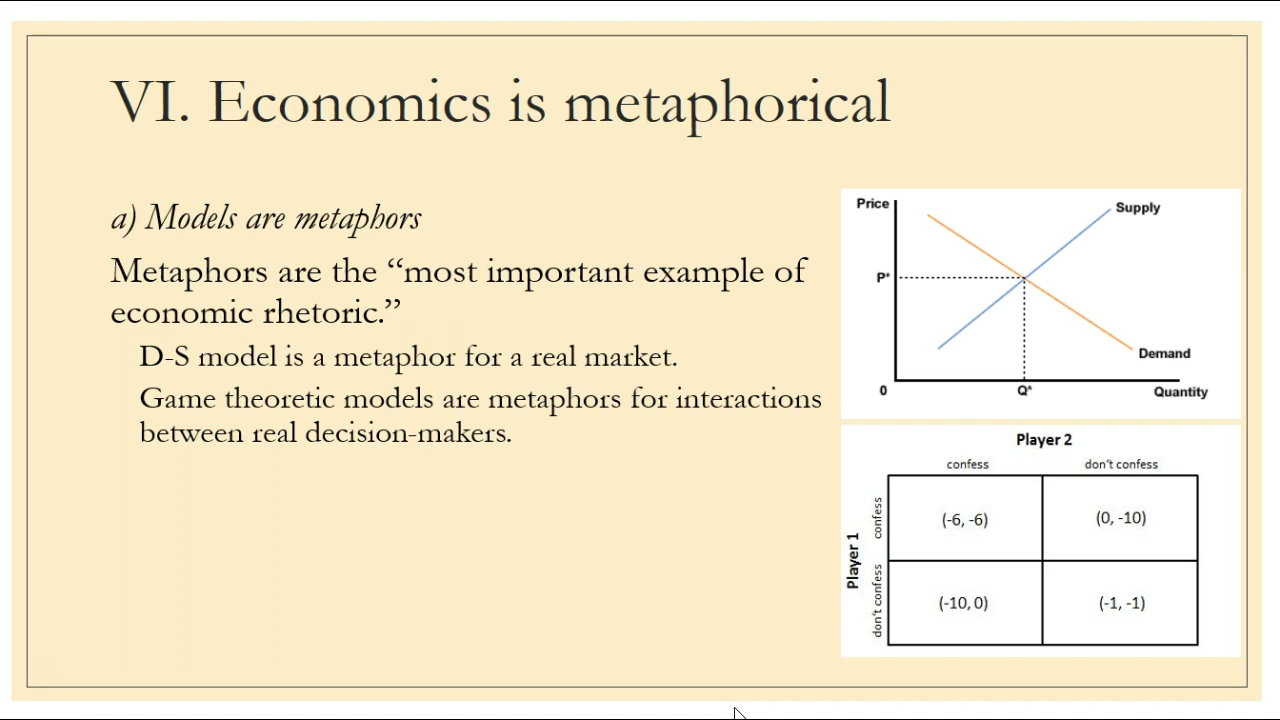 VI. Economics is metaphorical
a) Models are metaphors
Metaphors are the “most important example of
economic rhetoric.”
D-S model is a metaphor for a real market.
Game theoretic models are metaphors for interactions
between real decision-makers.
Price
Supply
P*
Demand
0
Q*
Quantity
Player 2
confess
don't confess
Player 1
confess
(-6, -6)
(0, -10)
don't confess
(-10, 0)
(-1, -1)